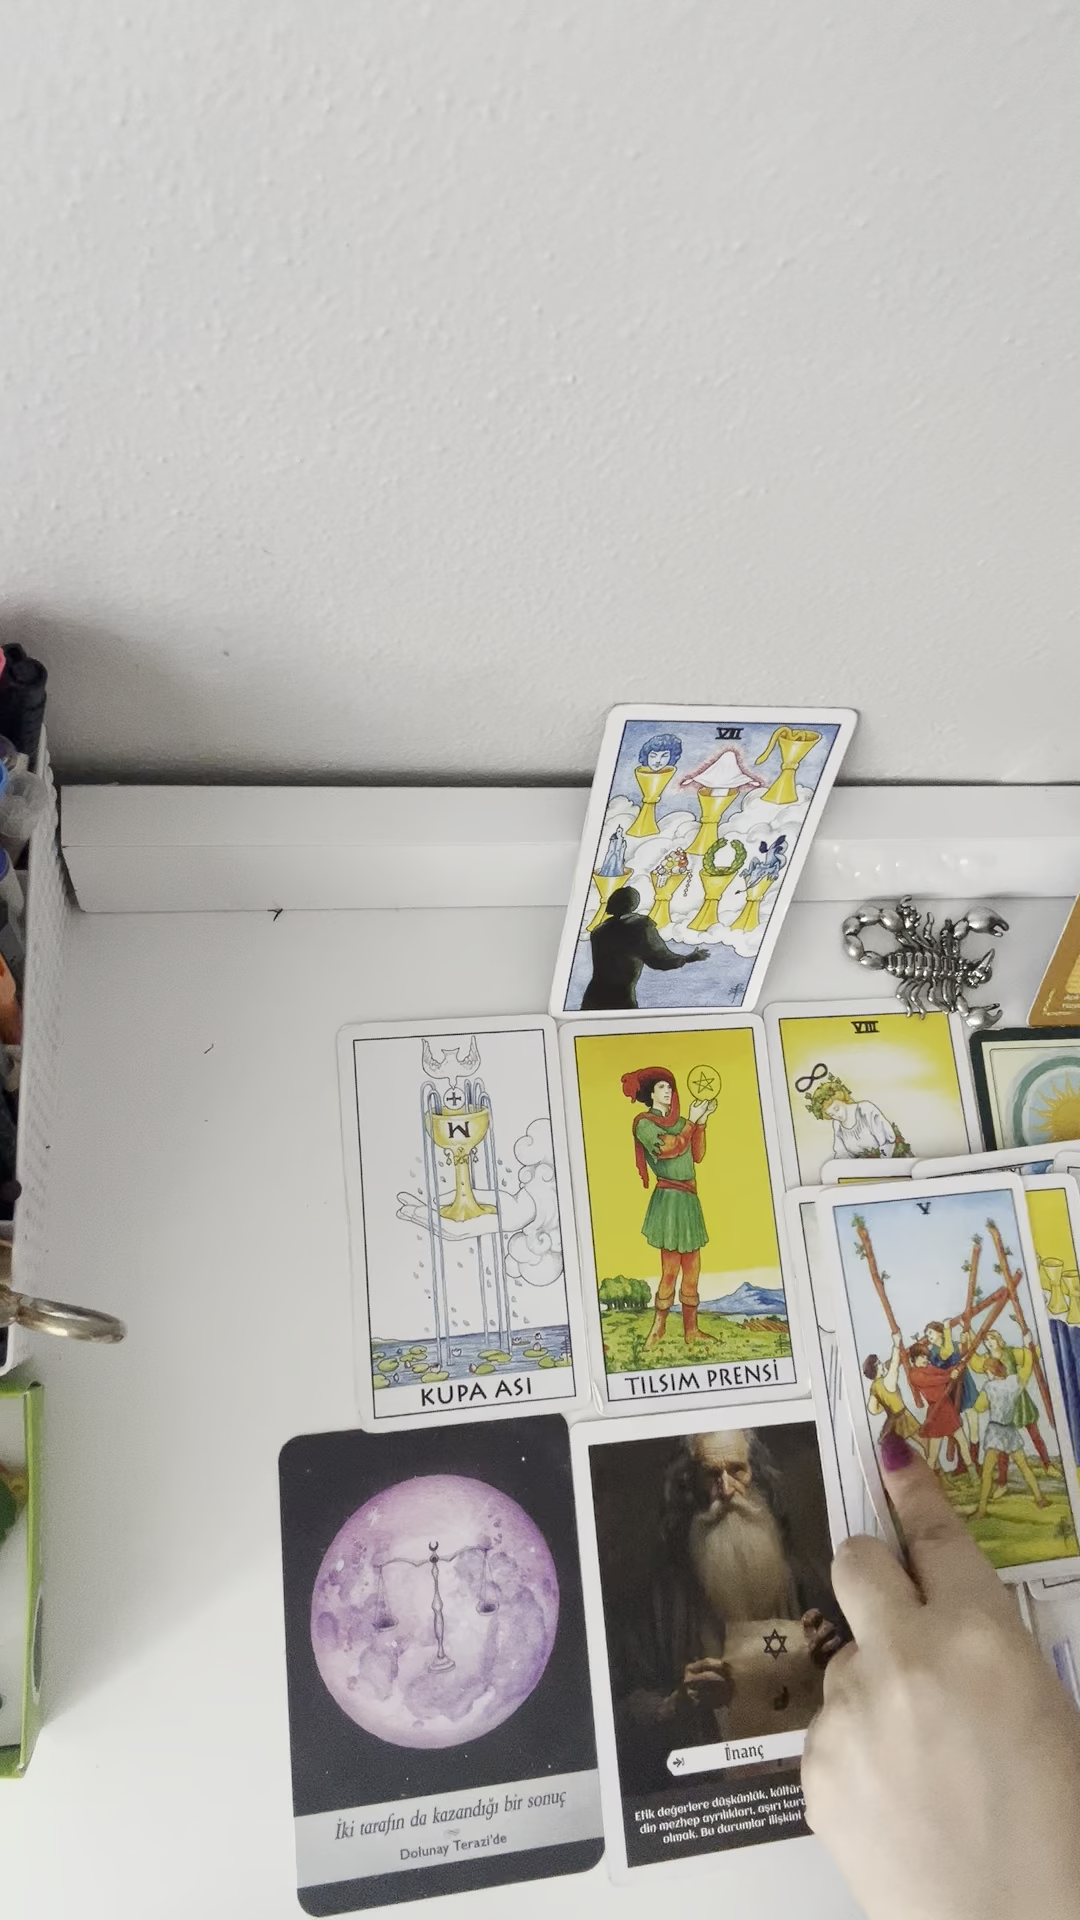 VII
VIII
W
KUPA ASI
TILSIM PRENSİ
V
İki tarafın da kazandığı bir sonuç
Dolunay Terazi'de
İnanç
Etik değerlere düşkünlük, kültür
din mezhep ayrılıkları, aşırı
olmak. Bu durumlar ilişkini